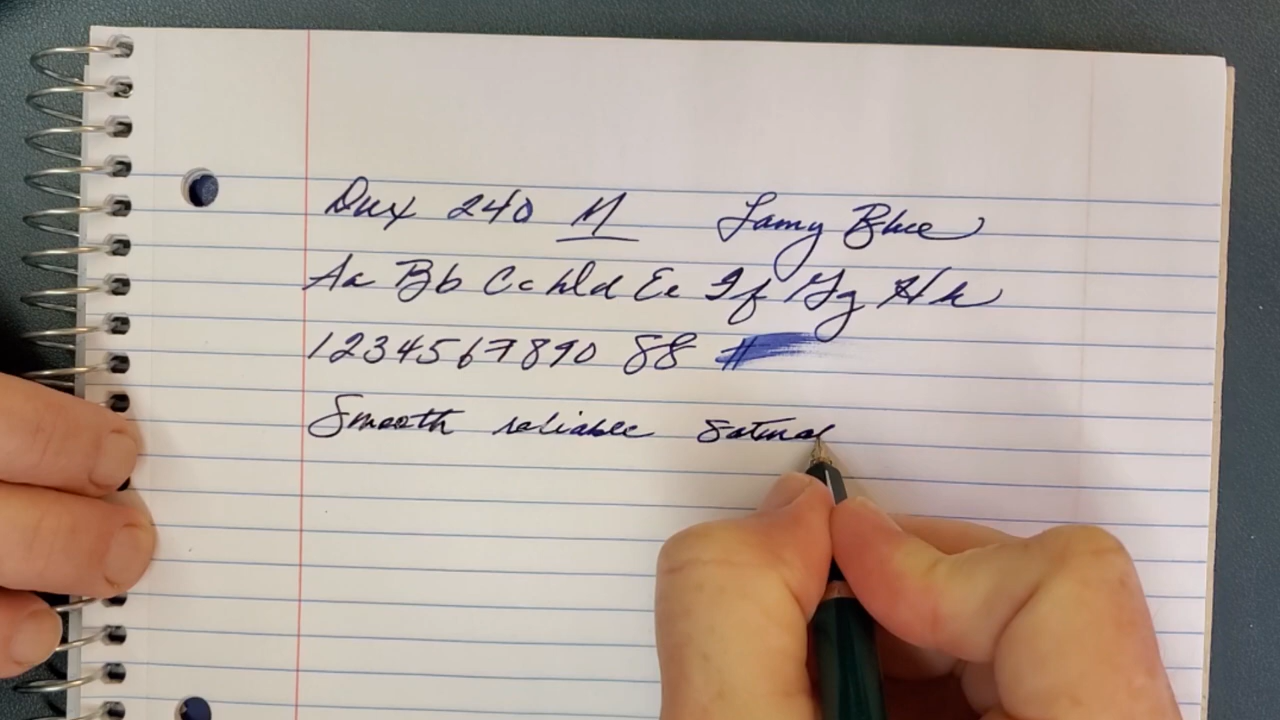 Dux 240 M Lamy Blue
Aa Bb Cc Dd Ee Ff Gg Hh
1234567890 88 #
Smooth reliable